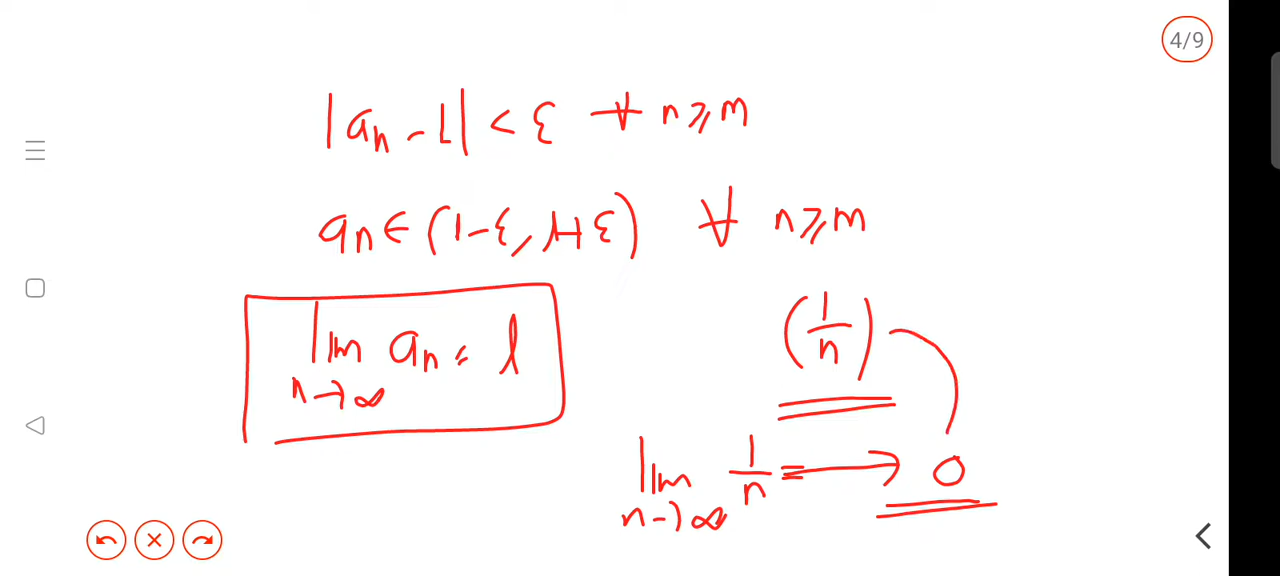 4/9
|aₙ - l| < ε ∀ n ≥ m
aₙ ∈ (l-ε, l+ε) ∀ n ≥ m
lim n→∞ aₙ = l
(1/n)
lim n→∞ 1/n = → 0